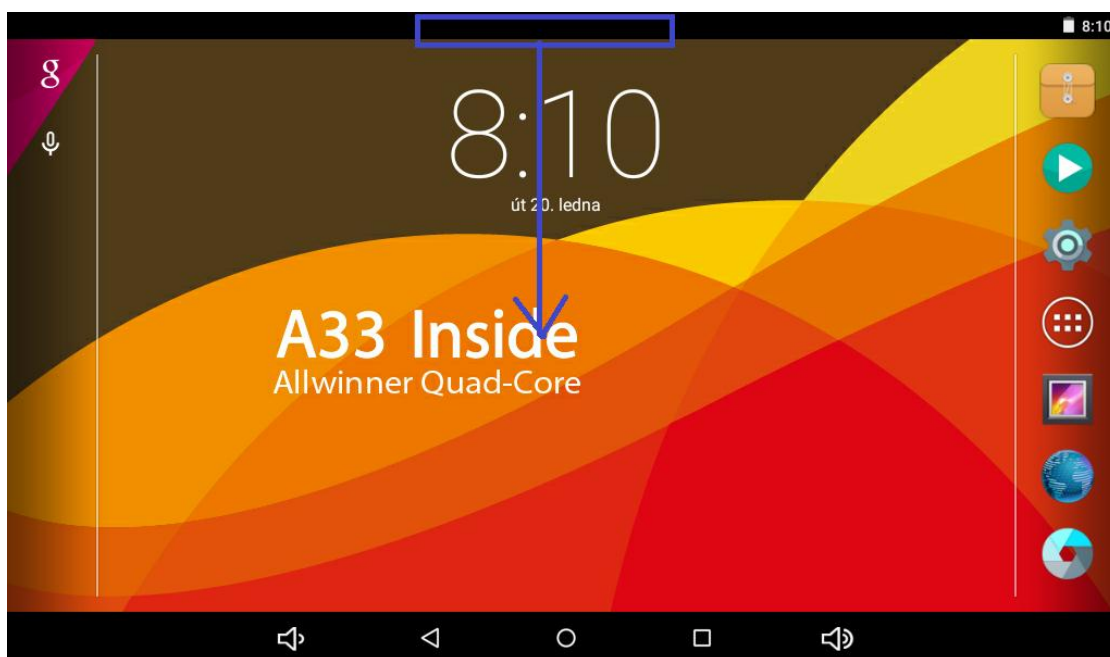 8:10
g
8:10
út 20. ledna
A33 Inside
Allwinner Quad-Core